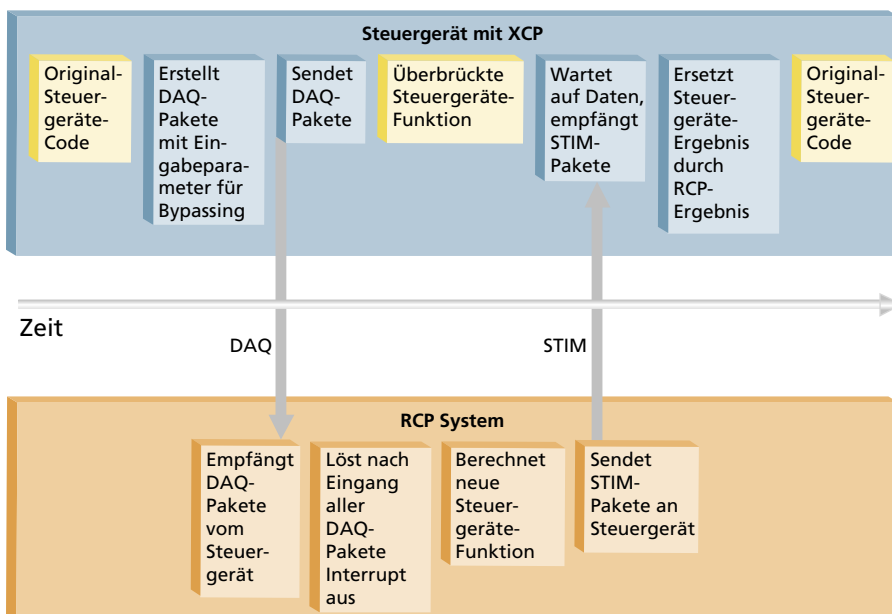 Steuergerät mit XCP
Original-
Steuer-
geräte-
Code
Erstellt
DAQ-
Pakete
mit Ein-
gabepara-
meter für
Bypassing
Sendet
DAQ-
Pakete
Überbrückte
Steuergeräte-
Funktion
Wartet
auf Daten,
empfängt
STIM-
Pakete
Ersetzt
Steuer-
geräte-
Ergebnis
durch
RCP-
Ergebnis
Original-
Steuer-
geräte-
Code
Zeit
DAQ
STIM
RCP System
Empfängt
DAQ-
Pakete
vom
Steuer-
gerät
Löst nach
Eingang
aller
DAQ-
Pakete
Interrupt
aus
Berechnet
neue
Steuer-
geräte-
Funktion
Sendet
STIM-
Pakete an
Steuergerät